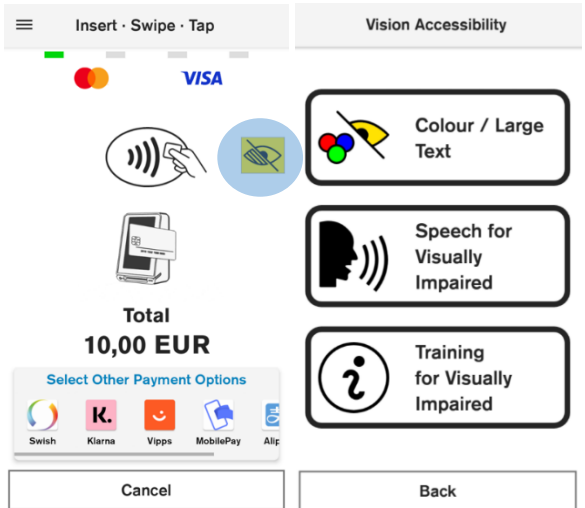 Insert · Swipe · Tap
VISA
Total
10,00 EUR
Select Other Payment Options
K.
Swish
Klarna
Vipps
MobilePay
Alip
Cancel
Vision Accessibility
Colour / Large
Text
Speech for
Visually
Impaired
Training
for Visually
Impaired
Back